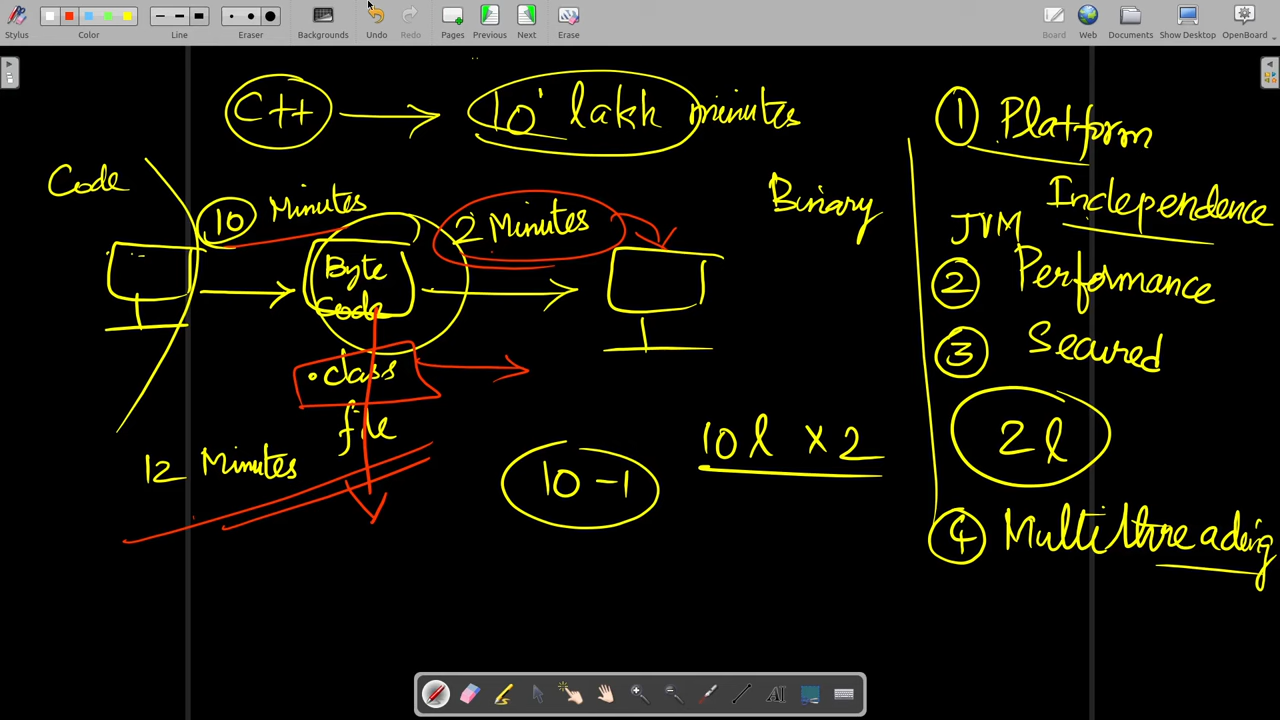 Stylus Color Line Eraser Backgrounds Undo Redo Pages Previous Next Erase Board Web Documents Show Desktop OpenBoard
C++ 10 lakh minutes
Code
10 Minutes
2 Minutes
Binary
Byte
Code
.class
file
12 Minutes
10 - 1
10 l × 2
1 Platform
Independence
JVM
2 Performance
3 Secured
2 l
4 Multithreading